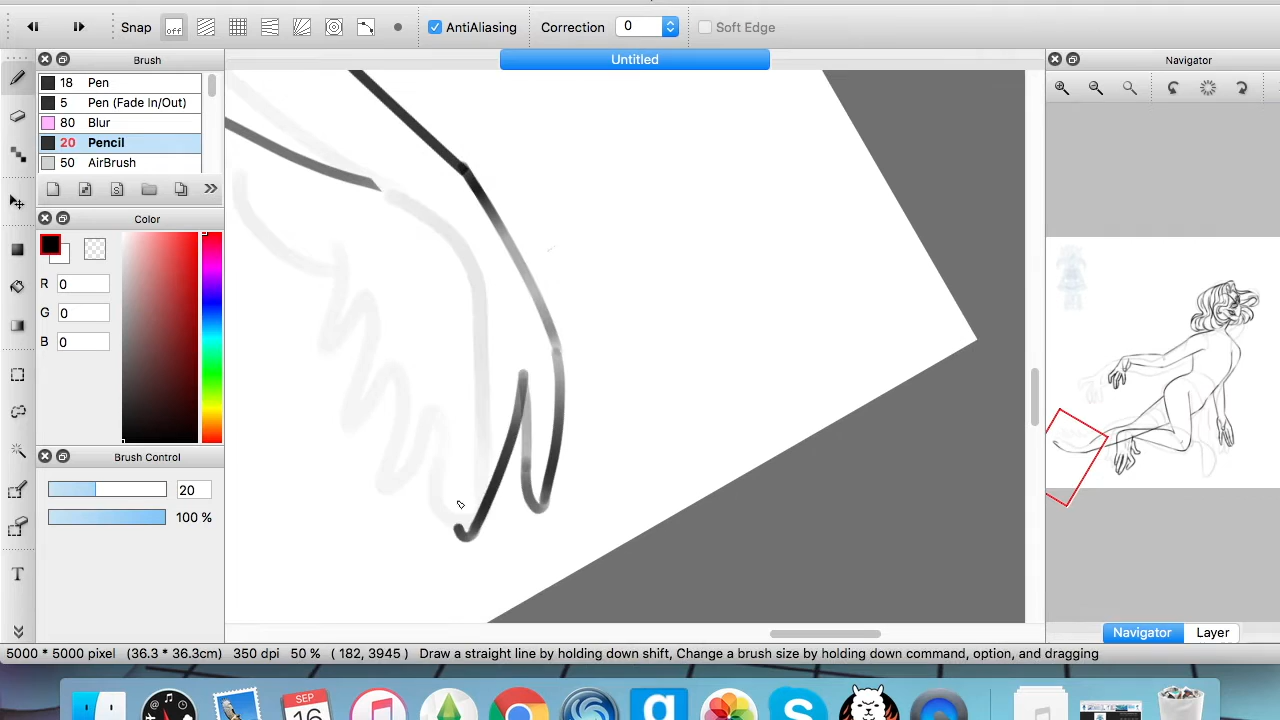 Snap off AntiAliasing Correction 0 Soft Edge
Brush
Untitled
Navigator
18 Pen
5 Pen (Fade In/Out)
80 Blur
20 Pencil
50 AirBrush
Color
R 0
G 0
B 0
Brush Control
20
100 %
T
Navigator Layer
5000 * 5000 pixel (36.3 * 36.3cm) 350 dpi 50 % ( 182, 3945 ) Draw a straight line by holding down shift, Change a brush size by holding down command, option, and dragging
SEP
16